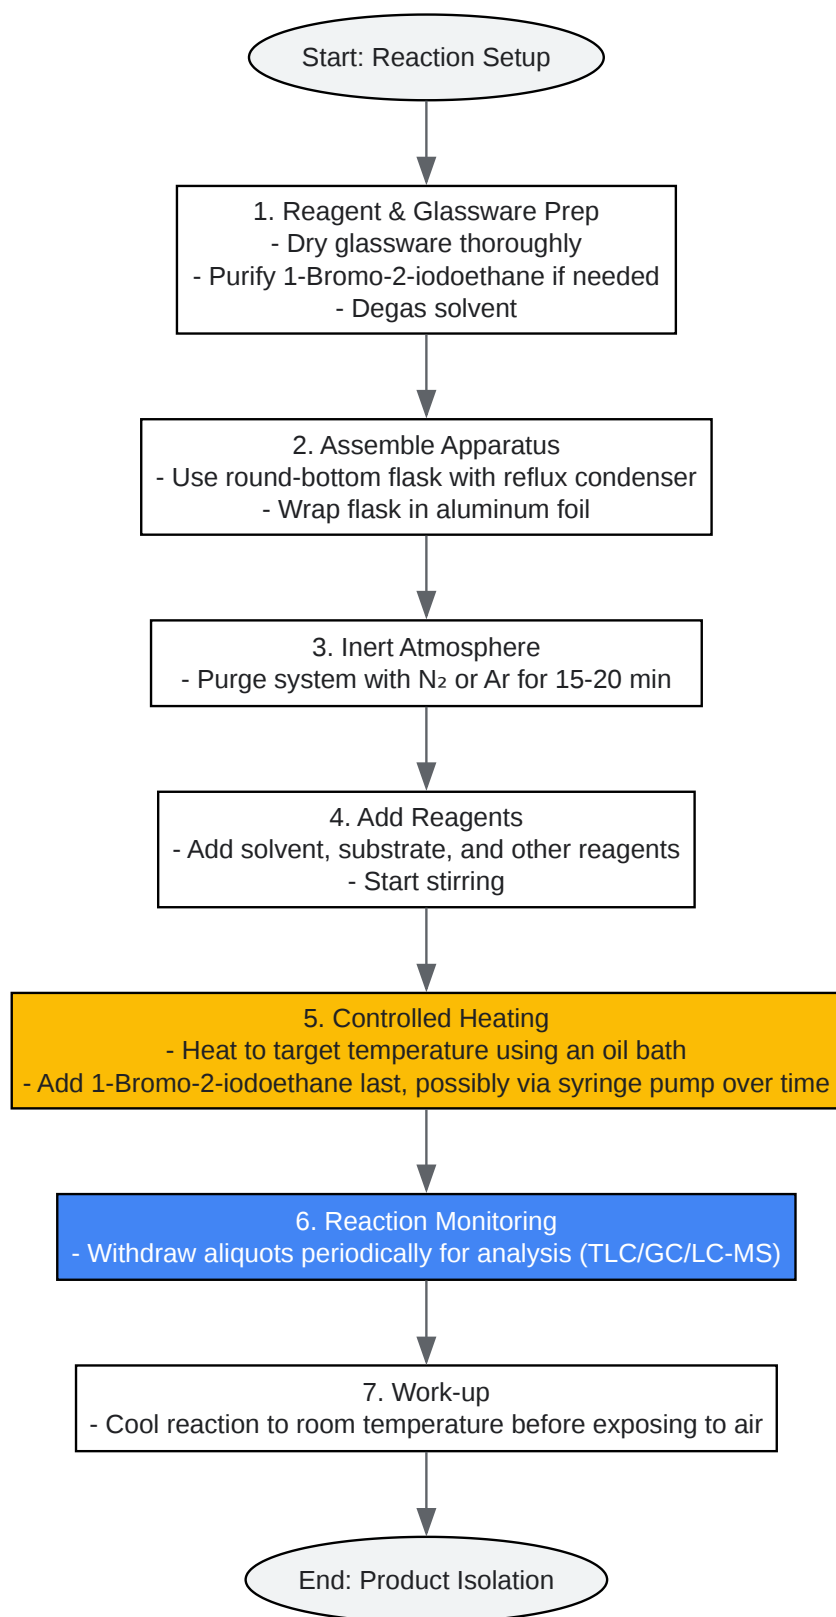 Start: Reaction Setup
1. Reagent & Glassware Prep
- Dry glassware thoroughly
- Purify 1-Bromo-2-iodoethane if needed
- Degas solvent
2. Assemble Apparatus
- Use round-bottom flask with reflux condenser
- Wrap flask in aluminum foil
3. Inert Atmosphere
- Purge system with N₂ or Ar for 15-20 min
4. Add Reagents
- Add solvent, substrate, and other reagents
- Start stirring
5. Controlled Heating
- Heat to target temperature using an oil bath
- Add 1-Bromo-2-iodoethane last, possibly via syringe pump over time
6. Reaction Monitoring
- Withdraw aliquots periodically for analysis (TLC/GC/LC-MS)
7. Work-up
- Cool reaction to room temperature before exposing to air
End: Product Isolation